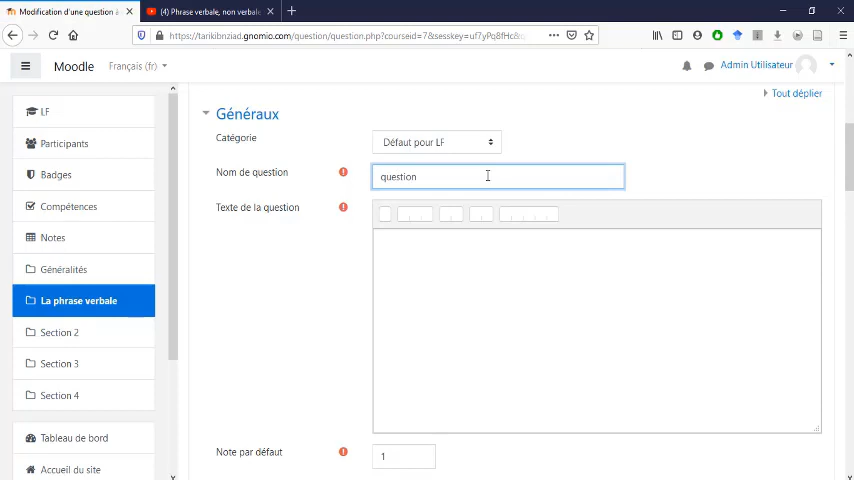 Modification d'une question à
(4) Phrase verbale, non verbale
https://tarikibnziad.gnomio.com/question/question.php?courseid=7&sesskey=uf7yPq8fHc&
Moodle
Français (fr)
Admin Utilisateur
LF
Participants
Badges
Compétences
Notes
Généralités
La phrase verbale
Section 2
Section 3
Section 4
Tableau de bord
Accueil du site
Tout déplier
Généraux
Catégorie
Défaut pour LF
Nom de question
question
Texte de la question
Note par défaut
1